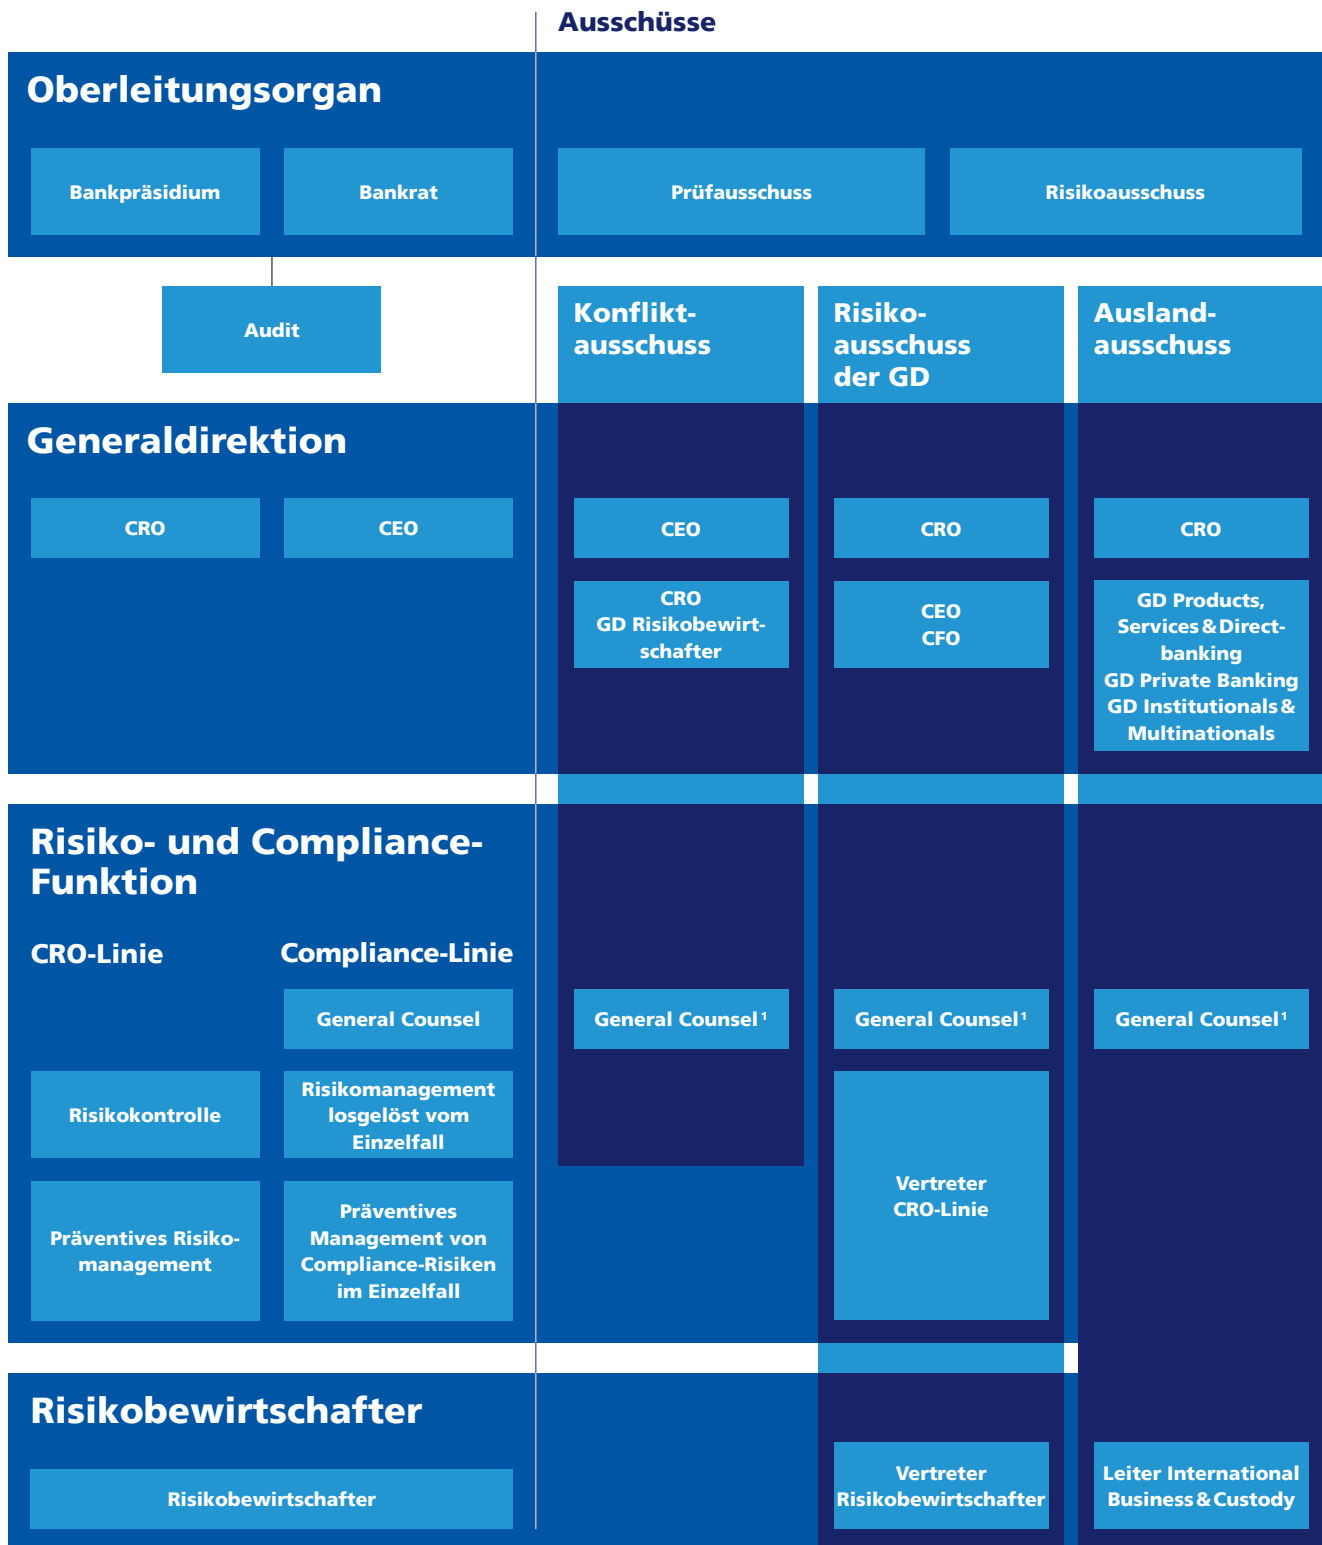 Ausschüsse
Oberleitungsorgan
Bankpräsidium
Bankrat
Prüfausschuss
Risikoausschuss
Audit
Konflikt-
ausschuss
Risiko-
ausschuss
der GD
Ausland-
ausschuss
Generaldirektion
CRO
CEO
CEO
CRO
CRO
CRO
GD Risikobewirt-
schafter
CEO
CFO
GD Products,
Services & Direct-
banking
GD Private Banking
GD Institutionals &
Multinationals
Risiko- und Compliance-
Funktion
CRO-Linie
Compliance-Linie
General Counsel
General Counsel¹
General Counsel¹
General Counsel¹
Risikokontrolle
Risikomanagement
losgelöst vom
Einzelfall
Vertreter
CRO-Linie
Präventives Risiko-
management
Präventives
Management von
Compliance-Risiken
im Einzelfall
Risikobewirtschafter
Risikobewirtschafter
Vertreter
Risikobewirtschafter
Leiter International
Business & Custody